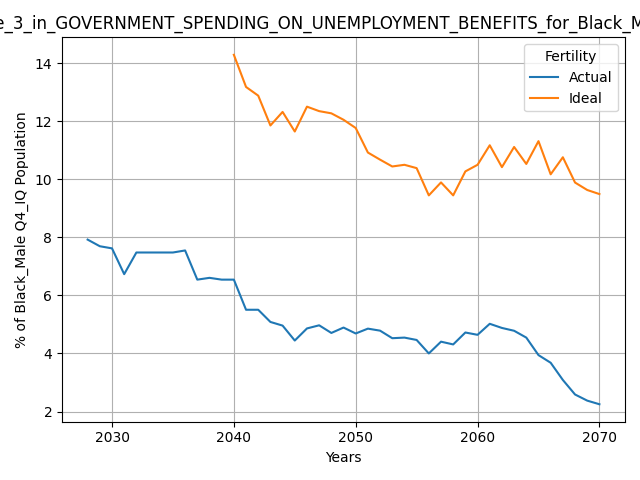 e_3_in_GOVERNMENT_SPENDING_ON_UNEMPLOYMENT_BENEFITS_for_Black_M
Fertility
Actual
Ideal
% of Black_Male Q4_IQ Population
14
12
10
8
6
4
2
2030 2040 2050 2060 2070
Years